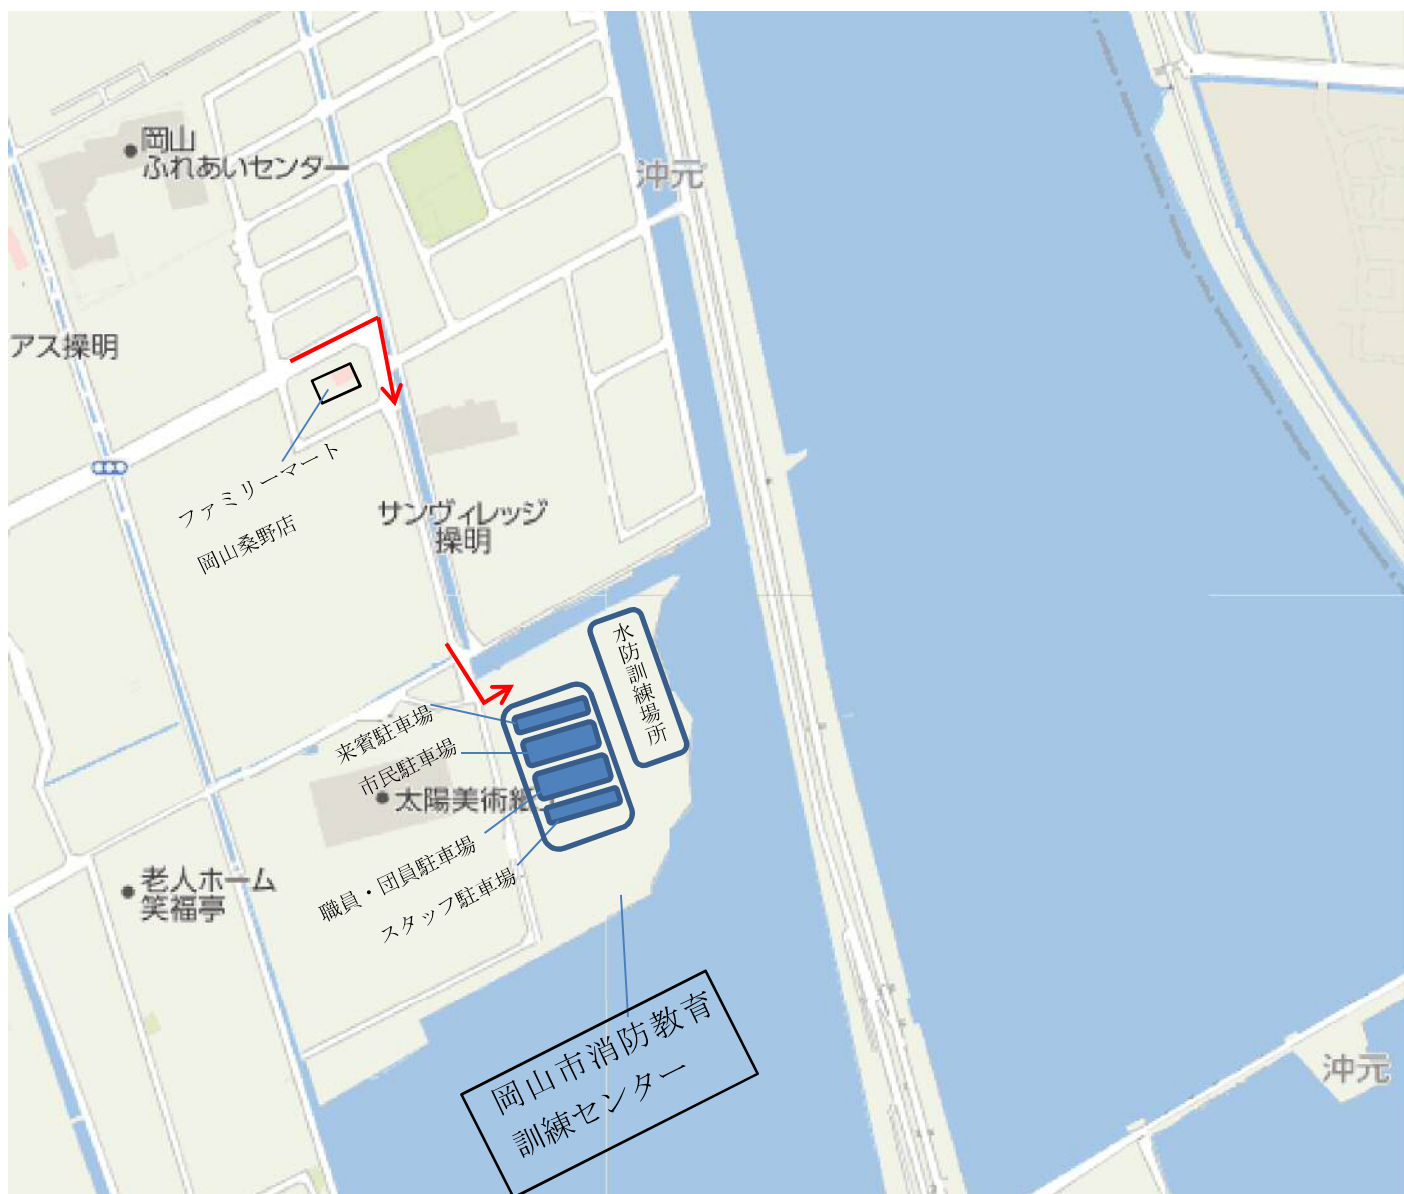 岡山
ふれあいセンター
沖元
アス操明
ファミリーマート
岡山桑野店
サンヴィレッジ
操明
水防訓練場所
来賓駐車場
市民駐車場
太陽美術紙
職員・団員駐車場
スタッフ駐車場
老人ホーム
笑福亭
岡山市消防教育
訓練センター
沖元